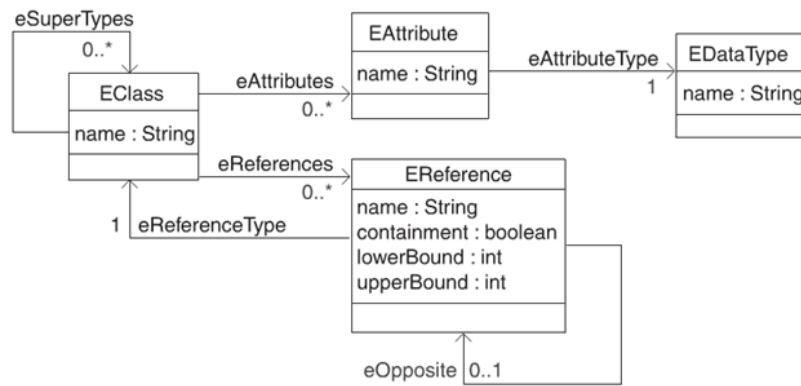 eSuperTypes
0..*
EClass
name : String
eAttributes
0..*
EAttribute
name : String
eAttributeType
1
EDataType
name : String
eReferences
0..*
1
eReferenceType
EReference
name : String
containment : boolean
lowerBound : int
upperBound : int
eOpposite
0..1